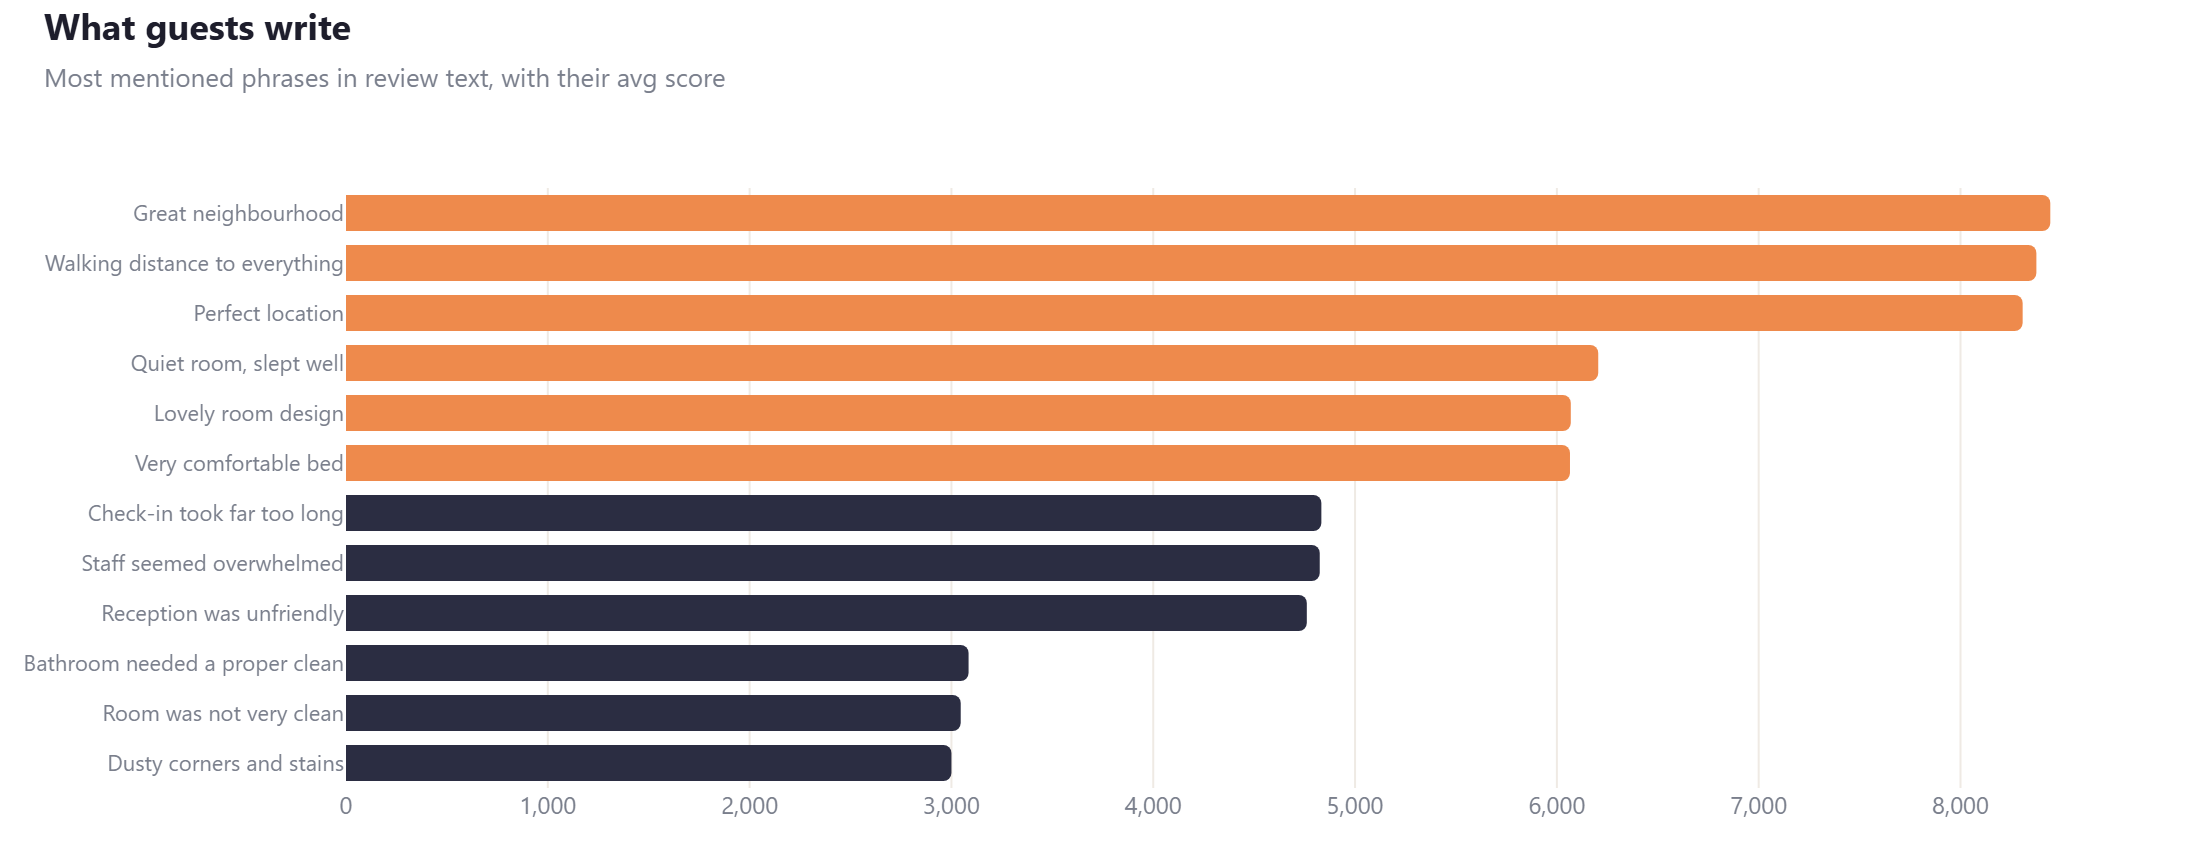 What guests write
Most mentioned phrases in review text, with their avg score
Great neighbourhood
Walking distance to everything
Perfect location
Quiet room, slept well
Lovely room design
Very comfortable bed
Check-in took far too long
Staff seemed overwhelmed
Reception was unfriendly
Bathroom needed a proper clean
Room was not very clean
Dusty corners and stains
0 1,000 2,000 3,000 4,000 5,000 6,000 7,000 8,000